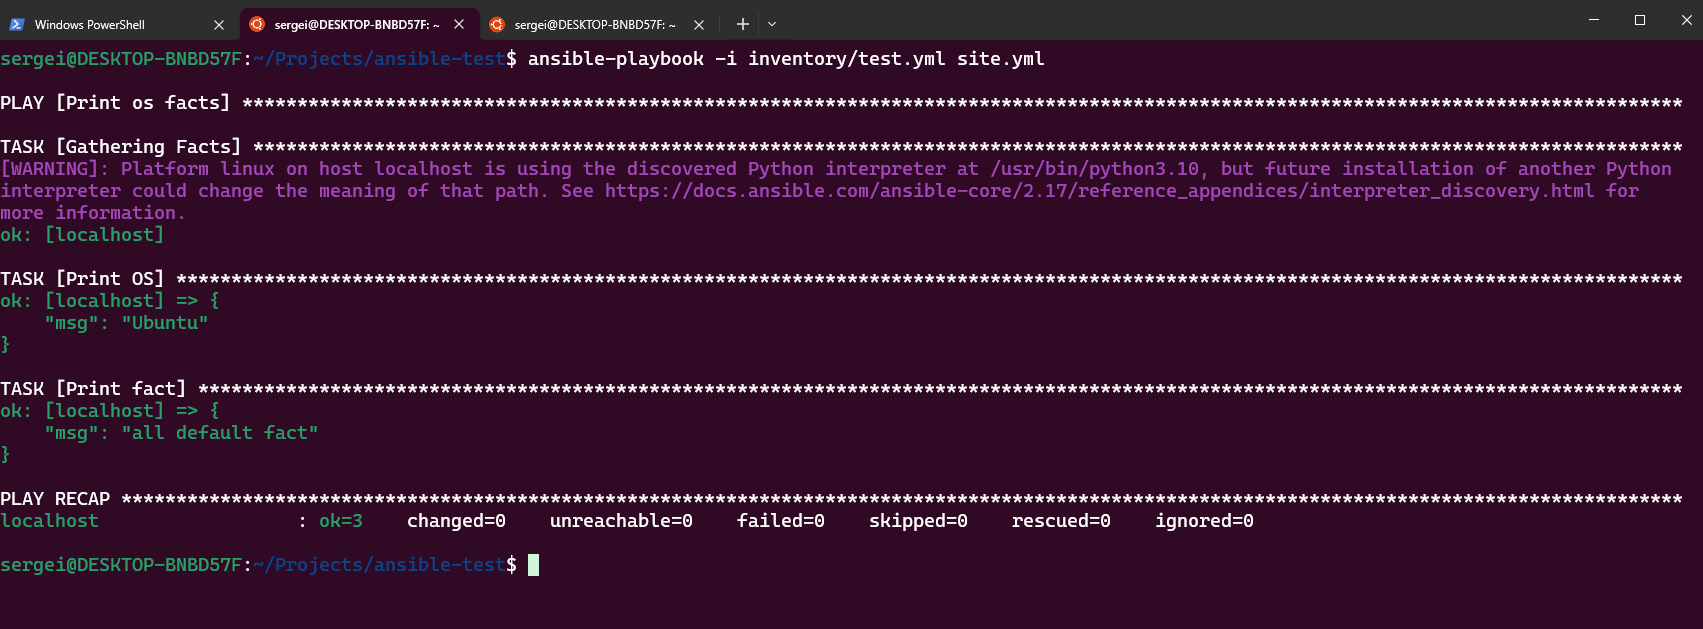 Windows PowerShell
sergei@DESKTOP-BNBD57F: ~
sergei@DESKTOP-BNBD57F: ~
sergei@DESKTOP-BNBD57F:~/Projects/ansible-test$ ansible-playbook -i inventory/test.yml site.yml
PLAY [Print os facts] ***********************************************************************************************************************************
TASK [Gathering Facts] **********************************************************************************************************************************
[WARNING]: Platform linux on host localhost is using the discovered Python interpreter at /usr/bin/python3.10, but future installation of another Python
interpreter could change the meaning of that path. See https://docs.ansible.com/ansible-core/2.17/reference_appendices/interpreter_discovery.html for
more information.
ok: [localhost]
TASK [Print OS] *****************************************************************************************************************************************
ok: [localhost] => {
    "msg": "Ubuntu"
}
TASK [Print fact] ***************************************************************************************************************************************
ok: [localhost] => {
    "msg": "all default fact"
}
PLAY RECAP **********************************************************************************************************************************************
localhost                  : ok=3    changed=0    unreachable=0    failed=0    skipped=0    rescued=0    ignored=0
sergei@DESKTOP-BNBD57F:~/Projects/ansible-test$